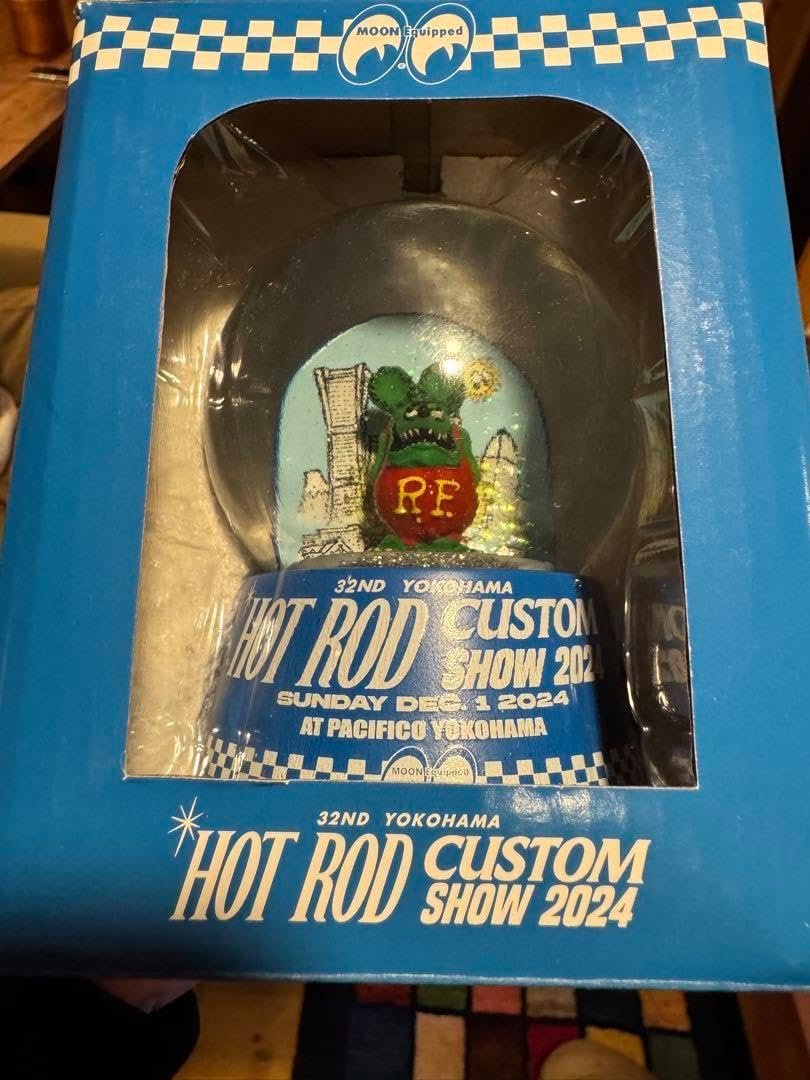 MOON Equipped
R.F.
32ND YOKOHAMA
HOT ROD CUSTOM
SHOW 2024
SUNDAY DEC. 1 2024
AT PACIFICO YOKOHAMA
MOON Equipped
32ND YOKOHAMA
HOT ROD CUSTOM
SHOW 2024